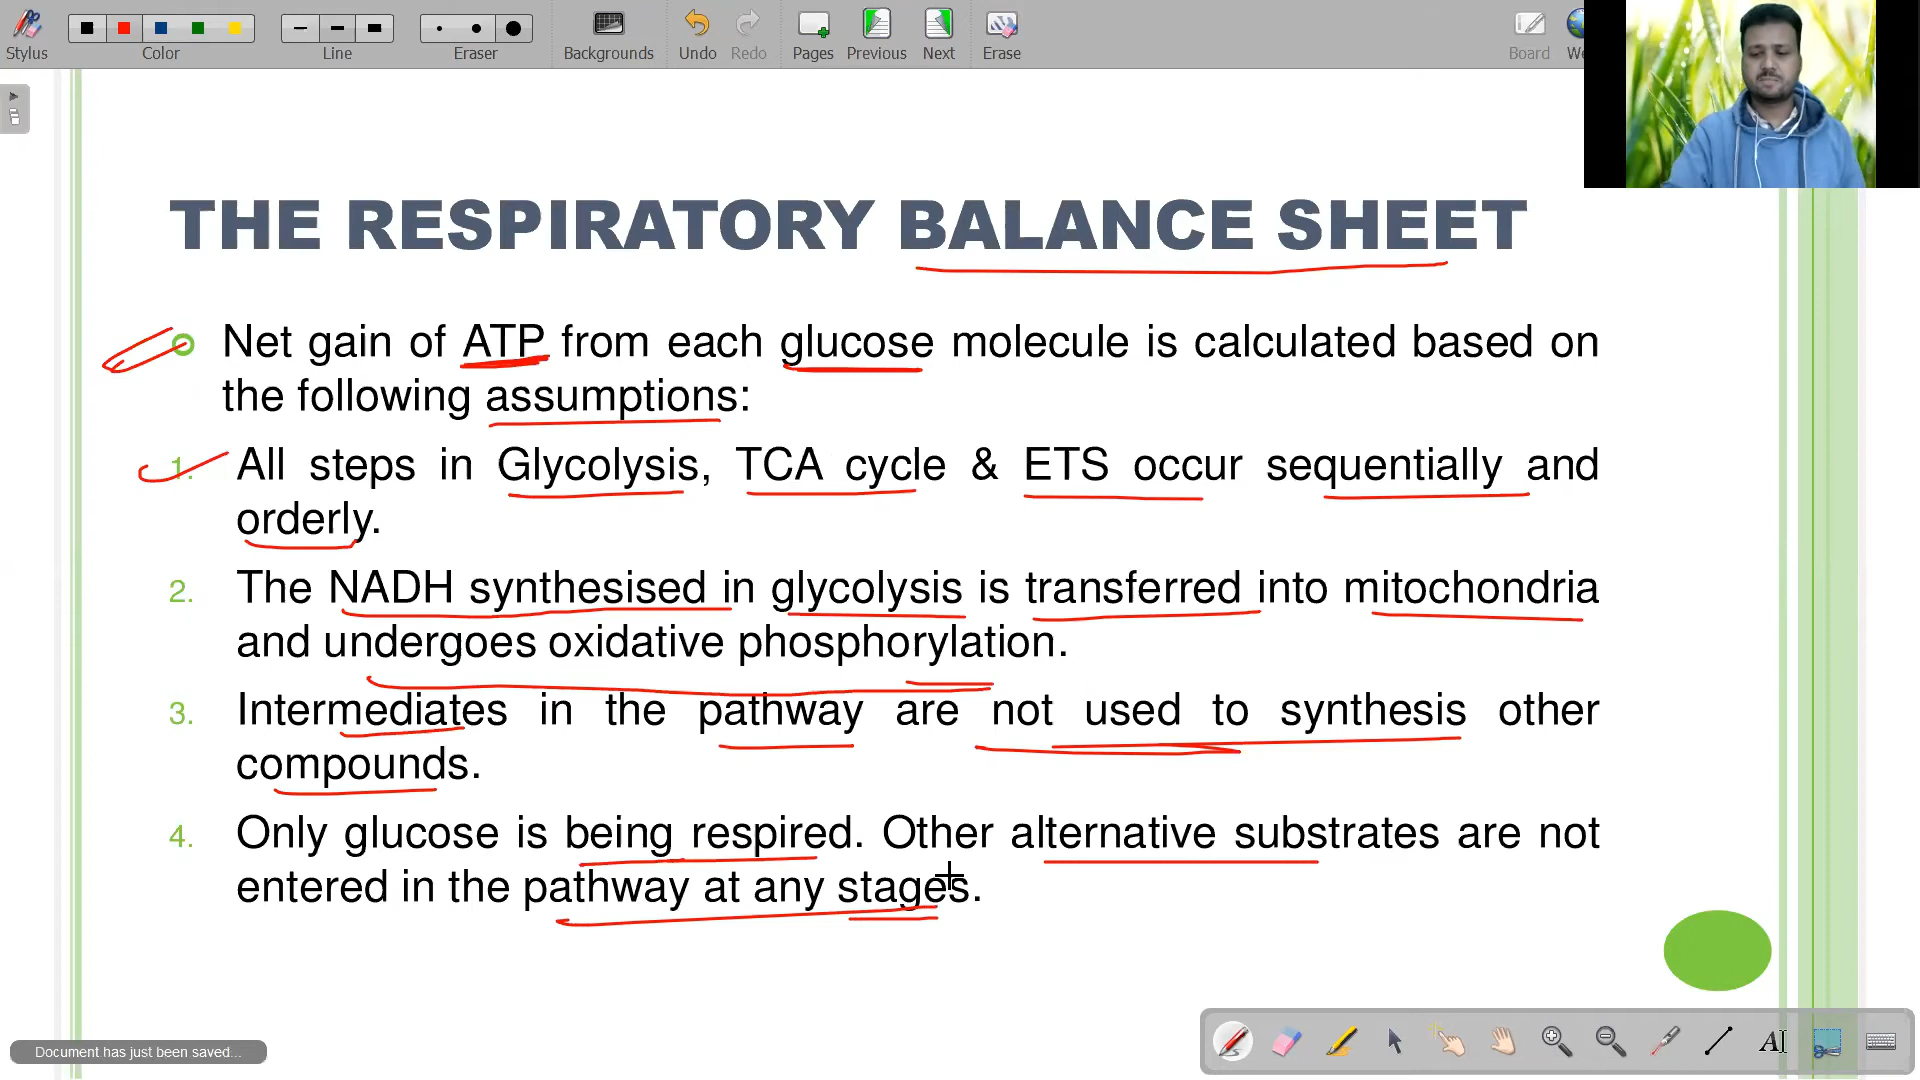 Stylus
Color
Line
Eraser
Backgrounds
Undo
Redo
Pages
Previous
Next
Erase
Board
THE RESPIRATORY BALANCE SHEET
Net gain of ATP from each glucose molecule is calculated based on
the following assumptions:
1. All steps in Glycolysis, TCA cycle & ETS occur sequentially and
orderly.
2. The NADH synthesised in glycolysis is transferred into mitochondria
and undergoes oxidative phosphorylation.
3. Intermediates in the pathway are not used to synthesis other
compounds.
4. Only glucose is being respired. Other alternative substrates are not
entered in the pathway at any stages.
Document has just been saved...